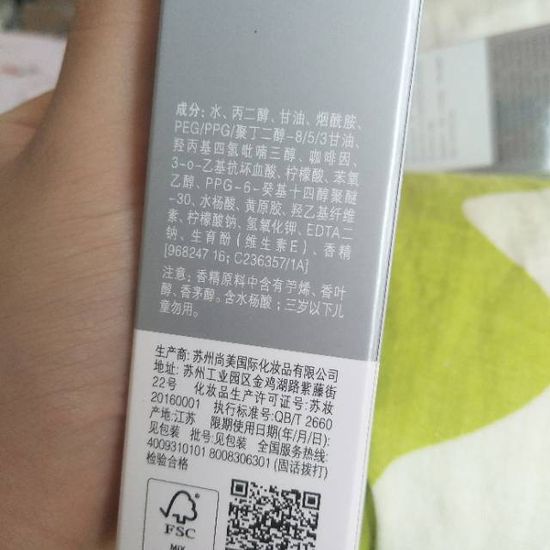 成分：水、丙二醇、甘油、烟酰胺、
PEG/PPG/聚丁二醇-8/5/3甘油、
羟丙基四氢吡喃三醇、咖啡因、
3-o-乙基抗坏血酸、柠檬酸、苯氧
乙醇、PPG-6-癸基十四醇聚醚
-30、水杨酸、黄原胶、羟乙基纤维
素、柠檬酸钠、氢氧化钾、EDTA二
钠、生育酚（维生素E）、香精
[968247 16; C236357/1A]
注意：香精原料中含有苧烯、香叶
醇、香茅醇。含水杨酸；三岁以下儿
童勿用。
生产商：苏州尚美国际化妆品有限公司
地址：苏州工业园区金鸡湖路紫藤街
22号 化妆品生产许可证号：苏妆
20160001 执行标准号：QB/T 2660
产地：江苏 限期使用日期(年/月/日)：
见包装 批号：见包装 全国服务热线：
4009310101 8008306301 (固话拨打)
检验合格
FSC
MIX